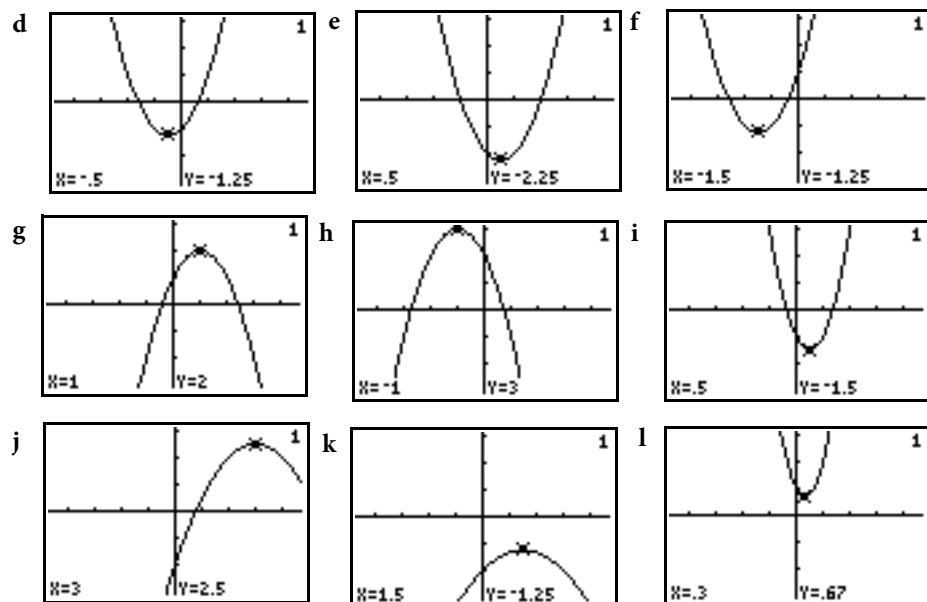 d 1 e 1 f 1
X=-.5 Y=-1.25 X=.5 Y=-2.25 X=-1.5 Y=-1.25
g 1 h 1 i 1
X=1 Y=2 X=-1 Y=3 X=.5 Y=-1.5
j 1 k 1 l 1
X=3 Y=2.5 X=1.5 Y=-1.25 X=.3 Y=.67